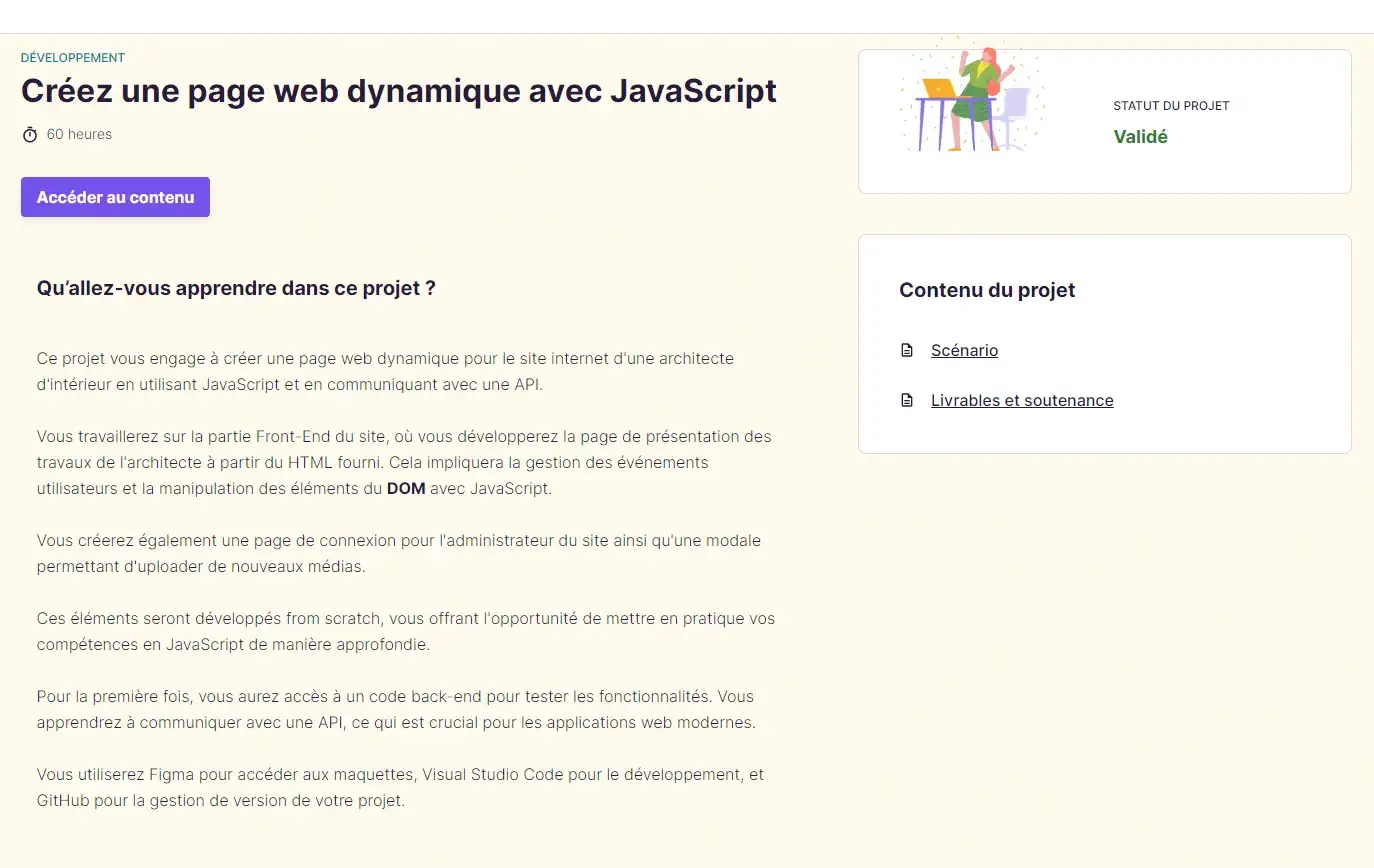 DÉVELOPPEMENT
Créez une page web dynamique avec JavaScript
60 heures
Accéder au contenu
Qu’allez-vous apprendre dans ce projet ?
Ce projet vous engage à créer une page web dynamique pour le site internet d'une architecte
d'intérieur en utilisant JavaScript et en communiquant avec une API.
Vous travaillerez sur la partie Front-End du site, où vous développerez la page de présentation des
travaux de l'architecte à partir du HTML fourni. Cela impliquera la gestion des événements
utilisateurs et la manipulation des éléments du DOM avec JavaScript.
Vous créerez également une page de connexion pour l'administrateur du site ainsi qu'une modale
permettant d'uploader de nouveaux médias.
Ces éléments seront développés from scratch, vous offrant l'opportunité de mettre en pratique vos
compétences en JavaScript de manière approfondie.
Pour la première fois, vous aurez accès à un code back-end pour tester les fonctionnalités. Vous
apprendrez à communiquer avec une API, ce qui est crucial pour les applications web modernes.
Vous utiliserez Figma pour accéder aux maquettes, Visual Studio Code pour le développement, et
GitHub pour la gestion de version de votre projet.
STATUT DU PROJET
Validé
Contenu du projet
Scénario
Livrables et soutenance